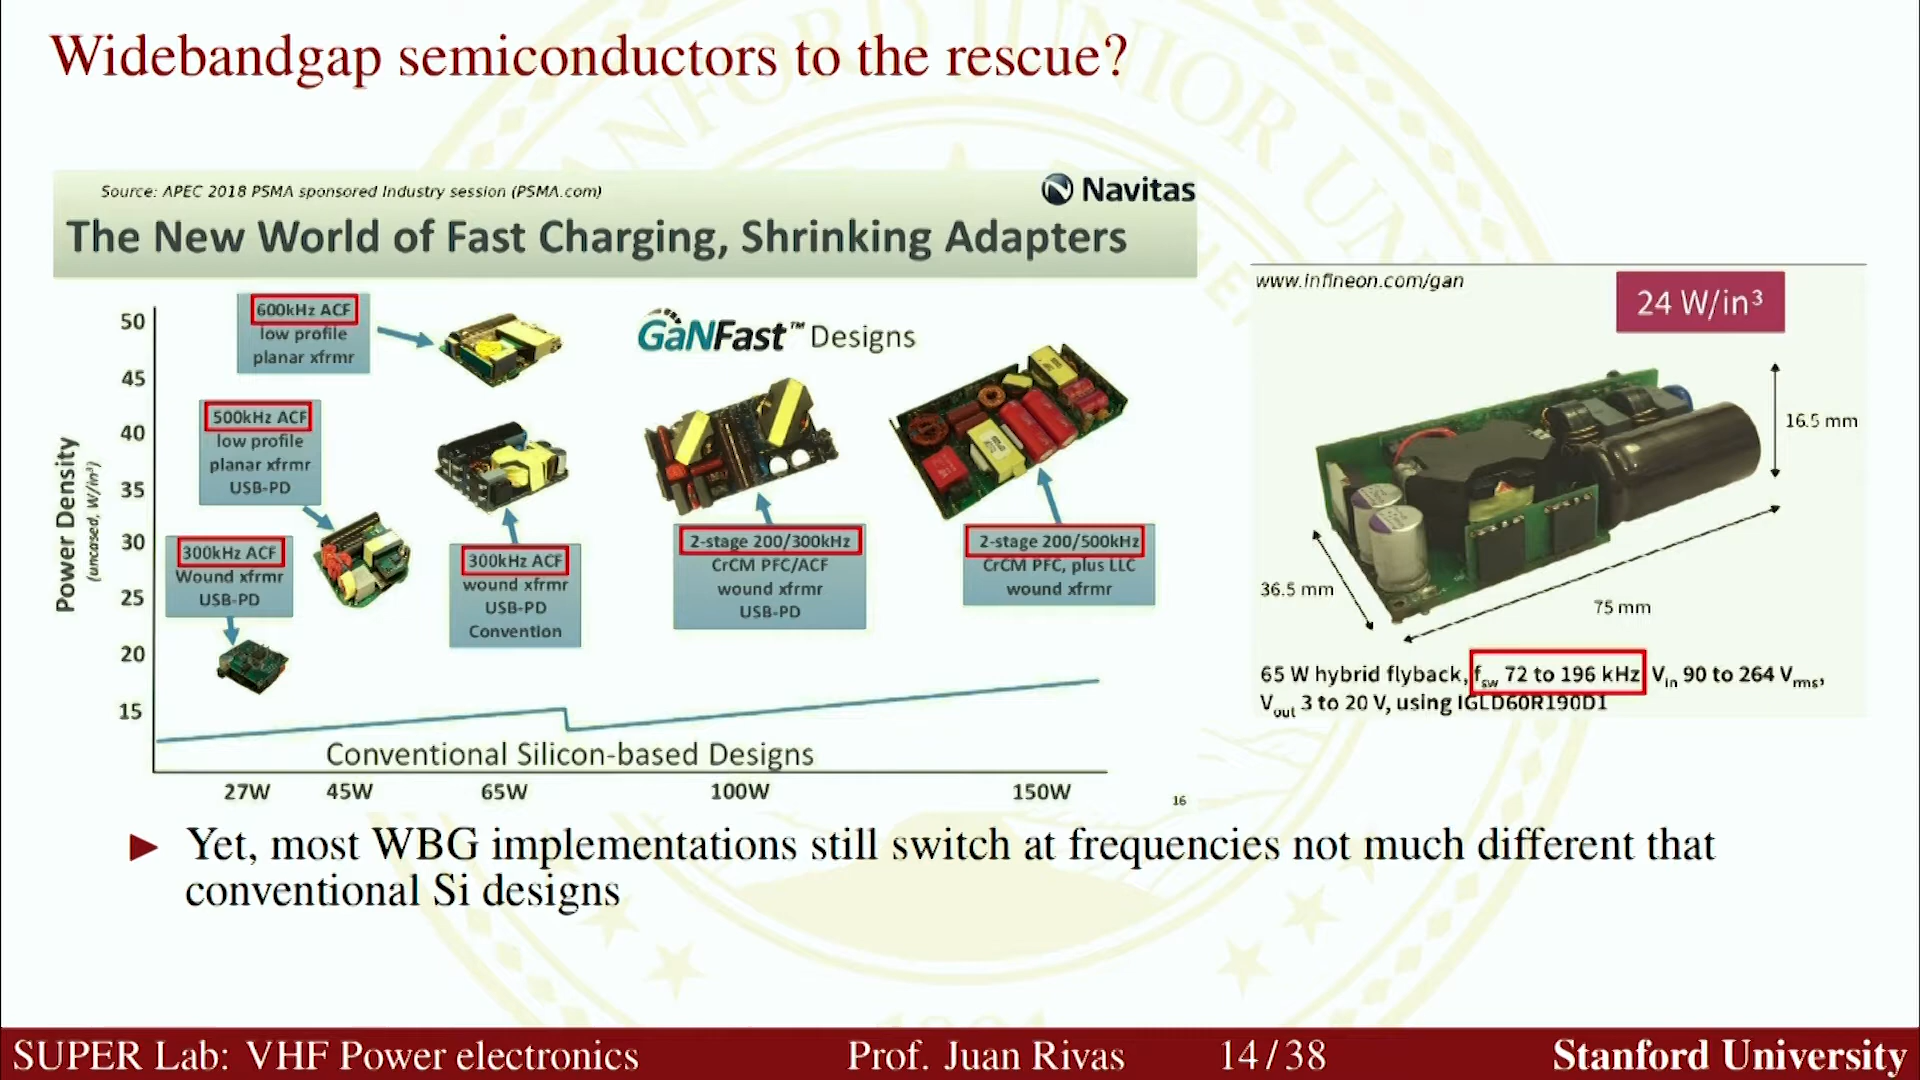 Widebandgap semiconductors to the rescue?
Source: APEC 2018 PSMA sponsored Industry session (PSMA.com)
Navitas
The New World of Fast Charging, Shrinking Adapters
Power Density
(uncased, W/in³)
50
45
40
35
30
25
20
15
600kHz ACF
low profile
planar xfrmr
500kHz ACF
low profile
planar xfrmr
USB-PD
300kHz ACF
Wound xfrmr
USB-PD
300kHz ACF
wound xfrmr
USB-PD
Convention
GaNFast™ Designs
2-stage 200/300kHz
CrCM PFC/ACF
wound xfrmr
USB-PD
2-stage 200/500kHz
CrCM PFC, plus LLC
wound xfrmr
Conventional Silicon-based Designs
27W 45W 65W 100W 150W
16
www.infineon.com/gan
24 W/in³
16.5 mm
36.5 mm
75 mm
65 W hybrid flyback, fsw 72 to 196 kHz, Vin 90 to 264 Vrms,
Vout 3 to 20 V, using IGLD60R190D1
Yet, most WBG implementations still switch at frequencies not much different that
conventional Si designs
SUPER Lab: VHF Power electronics Prof. Juan Rivas 14 / 38 Stanford University